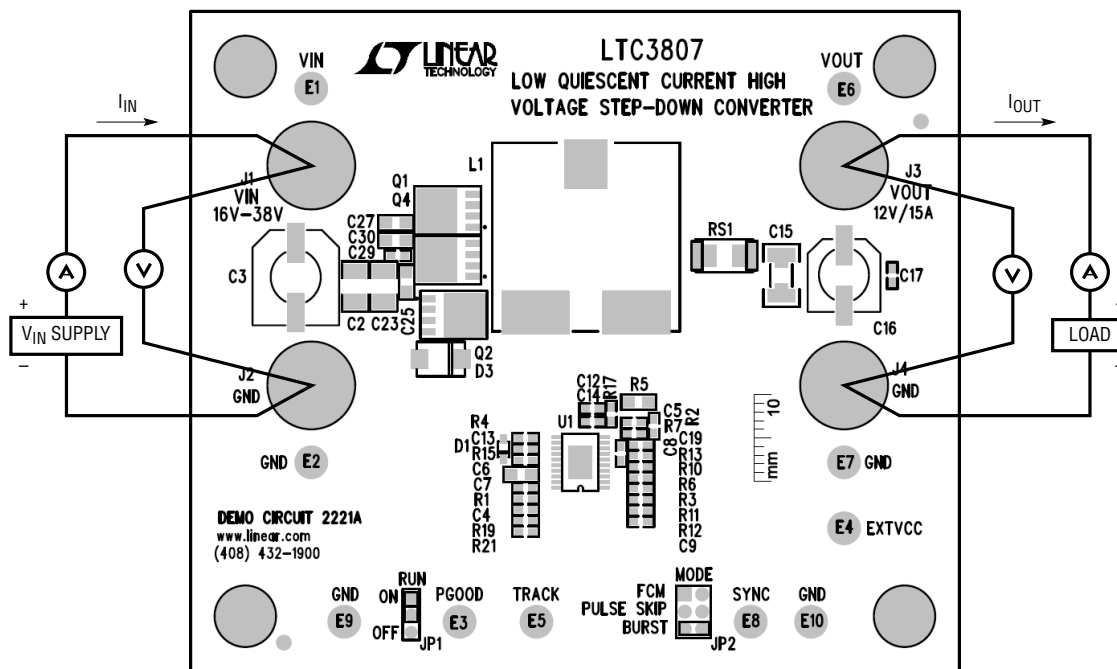 LINEAR
TECHNOLOGY
LTC3807
LOW QUIESCENT CURRENT HIGH
VOLTAGE STEP-DOWN CONVERTER
VIN
E1
VOUT
E6
IIN
IOUT
J1
VIN
16V-38V
J3
VOUT
12V/15A
L1
Q1
Q4
C27
C30
C29
RS1
C15
C17
C3
A
V
V
A
+
VIN SUPPLY
–
+
LOAD
–
C2
C23
C25
C16
Q2
D3
J2
GND
J4
GND
C12
C14
R17
R5
U1
C5
R7
R2
C8
R4
C13
R15
C6
C7
R1
C4
R19
R21
D1
C19
R13
R10
R6
R3
R11
R12
C9
10
mm
GND
E2
E7
GND
E4
EXTVCC
DEMO CIRCUIT 2221A
www.linear.com
(408) 432-1900
GND
E9
RUN
ON
OFF
JP1
PGOOD
E3
TRACK
E5
MODE
FCM
PULSE SKIP
BURST
JP2
SYNC
E8
GND
E10